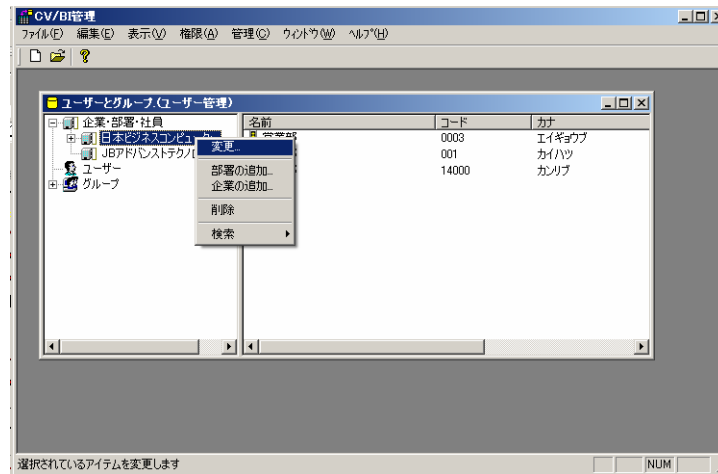 CV/BI管理
ファイル(F) 編集(E) 表示(V) 権限(A) 管理(C) ウィンドウ(W) ヘルプ(H)
ユーザーとグループ.(ユーザー管理)
企業・部署・社員
日本ビジネスコンピュータ
JBアドバンストテクノロ
ユーザー
グループ
名前 コード カナ
営業部 0003 エイギョウブ
001 カイハツ
14000 カンリブ
変更...
部署の追加...
企業の追加...
削除
検索
選択されているアイテムを変更します NUM